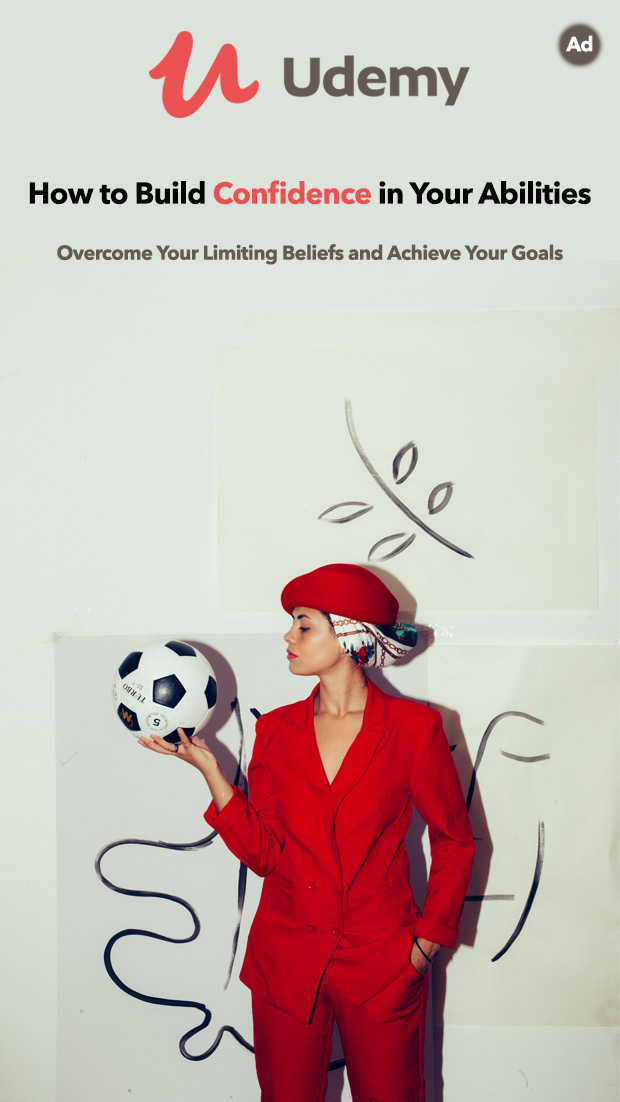 Ad
Udemy
How to Build Confidence in Your Abilities
Overcome Your Limiting Beliefs and Achieve Your Goals
TURBO
5